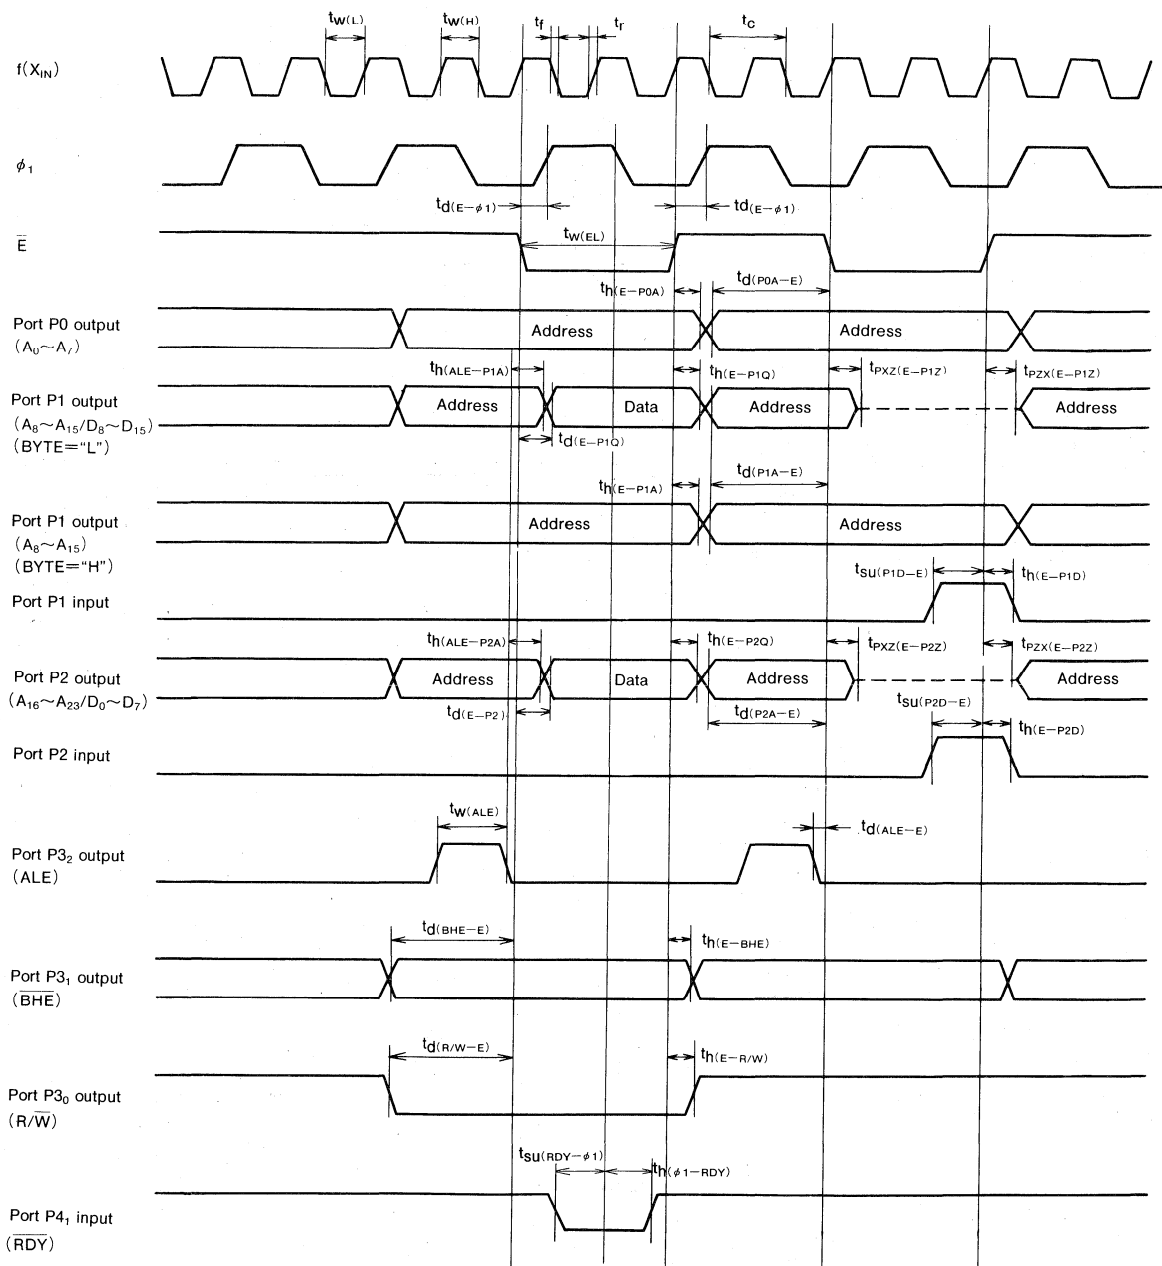 tw(L) tw(H) tf tr tc
f(XIN)
φ1
td(E−φ1) td(E−φ1)
E̅
tw(EL)
th(E−P0A) td(P0A−E)
Port P0 output
(A0~A7)
Address Address
th(ALE−P1A) th(E−P1Q) tPXZ(E−P1Z) tPZX(E−P1Z)
Port P1 output
(A8~A15/D8~D15)
(BYTE="L")
Address Data Address Address
td(E−P1Q)
th(E−P1A) td(P1A−E)
Port P1 output
(A8~A15)
(BYTE="H")
Address Address
tsu(P1D−E) th(E−P1D)
Port P1 input
th(ALE−P2A) th(E−P2Q) tPXZ(E−P2Z) tPZX(E−P2Z)
Port P2 output
(A16~A23/D0~D7)
Address Data Address Address
td(E−P2) td(P2A−E)
tsu(P2D−E) th(E−P2D)
Port P2 input
tw(ALE) td(ALE−E)
Port P32 output
(ALE)
td(BHE−E) th(E−BHE)
Port P31 output
(B̅H̅E̅)
td(R/W−E) th(E−R/W)
Port P30 output
(R/W̅)
tsu(RDY−φ1) th(φ1−RDY)
Port P41 input
(R̅D̅Y̅)